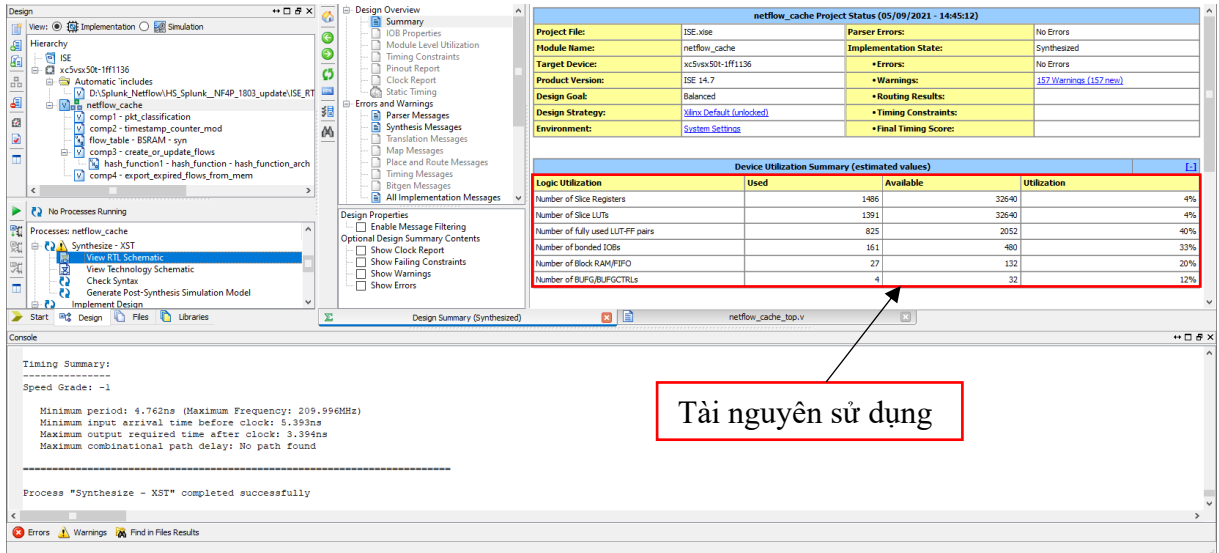 Design
View: Implementation Simulation
Hierarchy
ISE
xc5vsx50t-1ff1136
Automatic `includes
D:\Splunk_Netflow\HS_Splunk__NF4P_1803_update\ISE_RT
netflow_cache
comp1 - pkt_classification
comp2 - timestamp_counter_mod
flow_table - BSRAM - syn
comp3 - create_or_update_flows
hash_function1 - hash_function - hash_function_arch
comp4 - export_expired_flows_from_mem
No Processes Running
Processes: netflow_cache
Synthesize - XST
View RTL Schematic
View Technology Schematic
Check Syntax
Generate Post-Synthesis Simulation Model
Implement Design
Start Design Files Libraries
Design Overview
Summary
IOB Properties
Module Level Utilization
Timing Constraints
Pinout Report
Clock Report
Static Timing
Errors and Warnings
Parser Messages
Synthesis Messages
Translation Messages
Map Messages
Place and Route Messages
Timing Messages
Bitgen Messages
All Implementation Messages
Design Properties
Enable Message Filtering
Optional Design Summary Contents
Show Clock Report
Show Failing Constraints
Show Warnings
Show Errors
netflow_cache Project Status (05/09/2021 - 14:45:12)
Project File: ISE.xise Parser Errors: No Errors
Module Name: netflow_cache Implementation State: Synthesized
Target Device: xc5vsx50t-1ff1136 •Errors: No Errors
Product Version: ISE 14.7 •Warnings: 157 Warnings (157 new)
Design Goal: Balanced •Routing Results:
Design Strategy: Xilinx Default (unlocked) •Timing Constraints:
Environment: System Settings •Final Timing Score:
Device Utilization Summary (estimated values) [-]
Logic Utilization Used Available Utilization
Number of Slice Registers 1486 32640 4%
Number of Slice LUTs 1391 32640 4%
Number of fully used LUT-FF pairs 825 2052 40%
Number of bonded IOBs 161 480 33%
Number of Block RAM/FIFO 27 132 20%
Number of BUFG/BUFGCTRLs 4 32 12%
Design Summary (Synthesized) netflow_cache_top.v
Tài nguyên sử dụng
Console
Timing Summary:
---------------
Speed Grade: -1
Minimum period: 4.762ns (Maximum Frequency: 209.996MHz)
Minimum input arrival time before clock: 5.393ns
Maximum output required time after clock: 3.394ns
Maximum combinational path delay: No path found
=========================================================================
Process "Synthesize - XST" completed successfully
Errors Warnings Find in Files Results